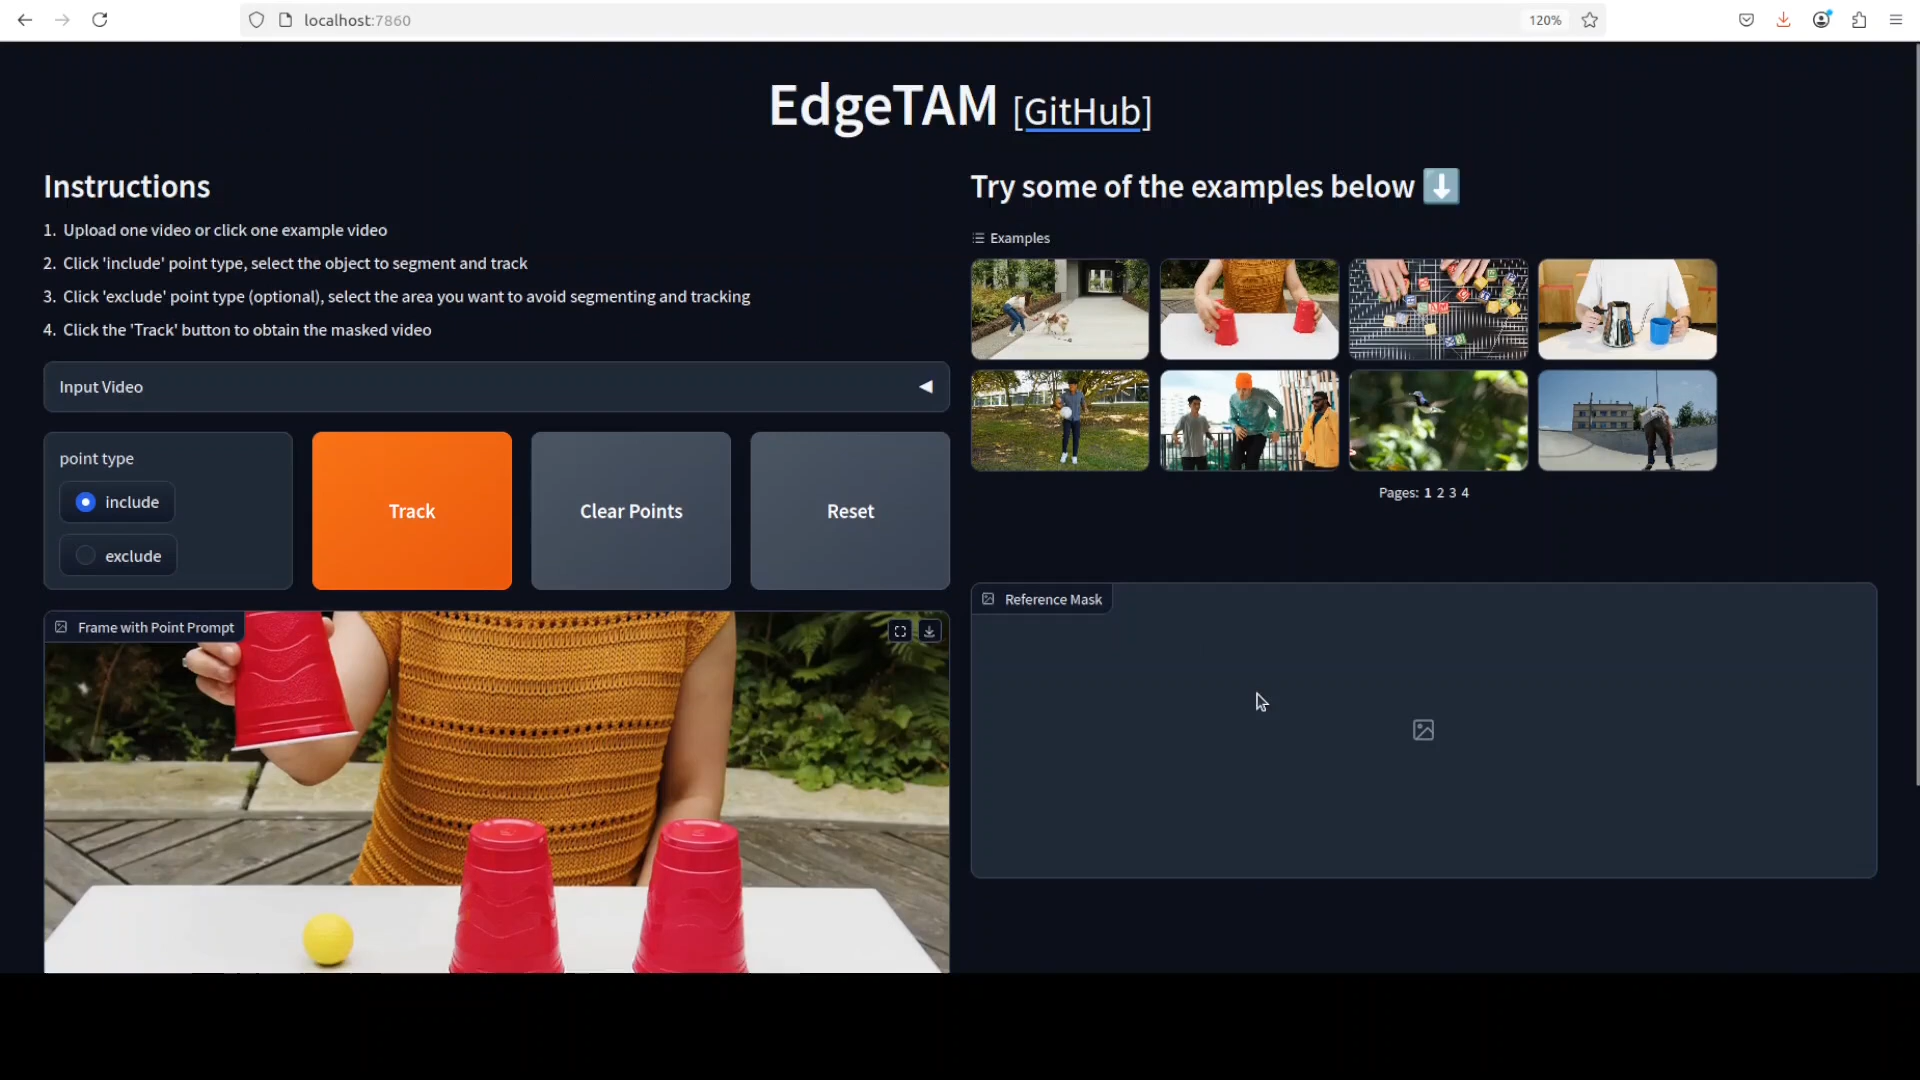 localhost:7860
120%
EdgeTAM [GitHub]
Instructions
1. Upload one video or click one example video
2. Click 'include' point type, select the object to segment and track
3. Click 'exclude' point type (optional), select the area you want to avoid segmenting and tracking
4. Click the 'Track' button to obtain the masked video
Input Video
point type
include
exclude
Track
Clear Points
Reset
Frame with Point Prompt
Try some of the examples below
Examples
Pages: 1 2 3 4
Reference Mask